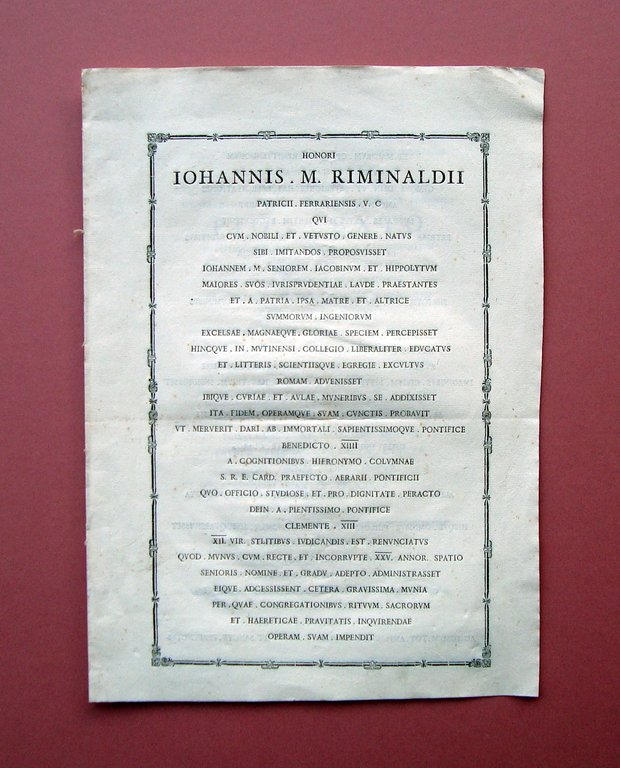 HONORI
IOHANNIS . M. RIMINALDII
PATRICII . FERRARIENSIS . V. C
QVI
CVM . NOBILI . ET . VETVSTO . GENERE . NATVS
SIBI . IMITANDOS . PROPOSVISSET
IOHANNEM . M. SENIOREM . IACOBINVM . ET . HIPPOLYTVM
MAIORES . SVOS . IVRISPRVDENTIAE . LAVDE . PRAESTANTES
ET . A . PATRIA . IPSA . MATRE . ET . ALTRICE
SVMMORVM . INGENIORVM
EXCELSAE . MAGNAEQVE . GLORIAE . SPECIEM . PERCEPISSET
HINCQVE . IN . MVTINENSI . COLLEGIO . LIBERALITER . EDVCATVS
ET . LITTERIS . SCIENTIISQVE . EGREGIE . EXCVLTVS
ROMAM . ADVENISSET
IBIQVE . CVRIAE . ET . AVLAE . MVNERIBVS . SE . ADDIXISSET
ITA . FIDEM . OPERAMQVE . SVAM . CVNCTIS . PROBAVIT
VT . MERVERIT . DARI . AB . IMMORTALI . SAPIENTISSIMOQVE . PONTIFICE
BENEDICTO . X̅I̅I̅I̅I̅
A . COGNITIONIBVS . HIERONYMO . COLVMNAE
S. R. E. CARD. PRAEFECTO . AERARII . PONTIFICII
QVO . OFFICIO . STVDIOSE . ET . PRO . DIGNITATE . PERACTO
DEIN . A . PIENTISSIMO . PONTIFICE
CLEMENTE . X̅I̅I̅I̅
X̅I̅I̅. VIR. STLITIBVS . IVDICANDIS . EST . RENVNCIATVS
QVOD . MVNVS . CVM . RECTE . ET . INCORRVPTE . X̅X̅V̅. ANNOR. SPATIO
SENIORIS . NOMINE . ET . GRADV . ADEPTO . ADMINISTRASSET
EIQVE . ADCESSISSENT . CETERA . GRAVISSIMA . MVNIA
PER . QVAE . CONGREGATIONIBVS . RITVVM . SACRORVM
ET . HAERETICAE . PRAVITATIS . INQVIRENDAE
OPERAM . SVAM . IMPENDIT